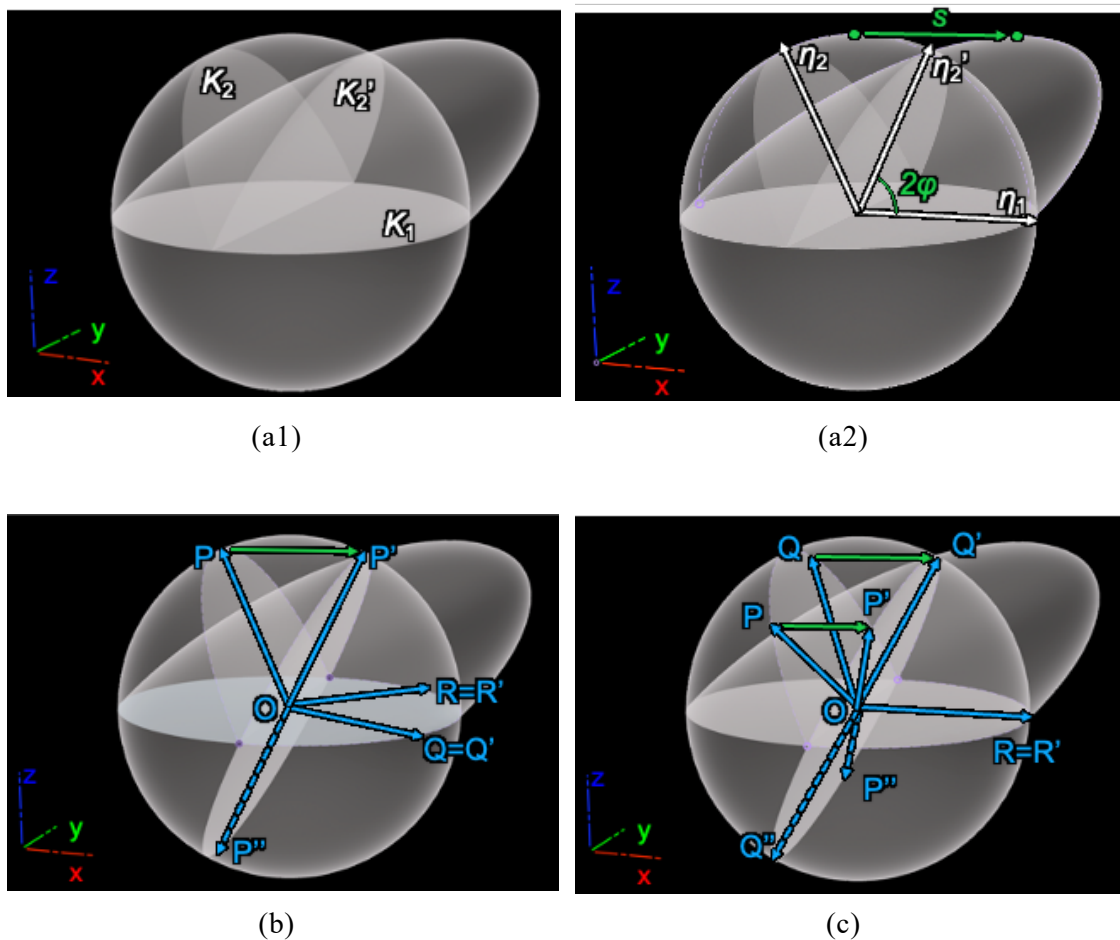 K₂ K₂'
K₁
z
y
x
(a1)
s
η₂ η₂'
2φ
η₁
z
y
x
(a2)
P P'
O R=R'
Q=Q'
P"
z
y
x
(b)
Q Q'
P P'
O
R=R'
P"
Q"
z
y
x
(c)